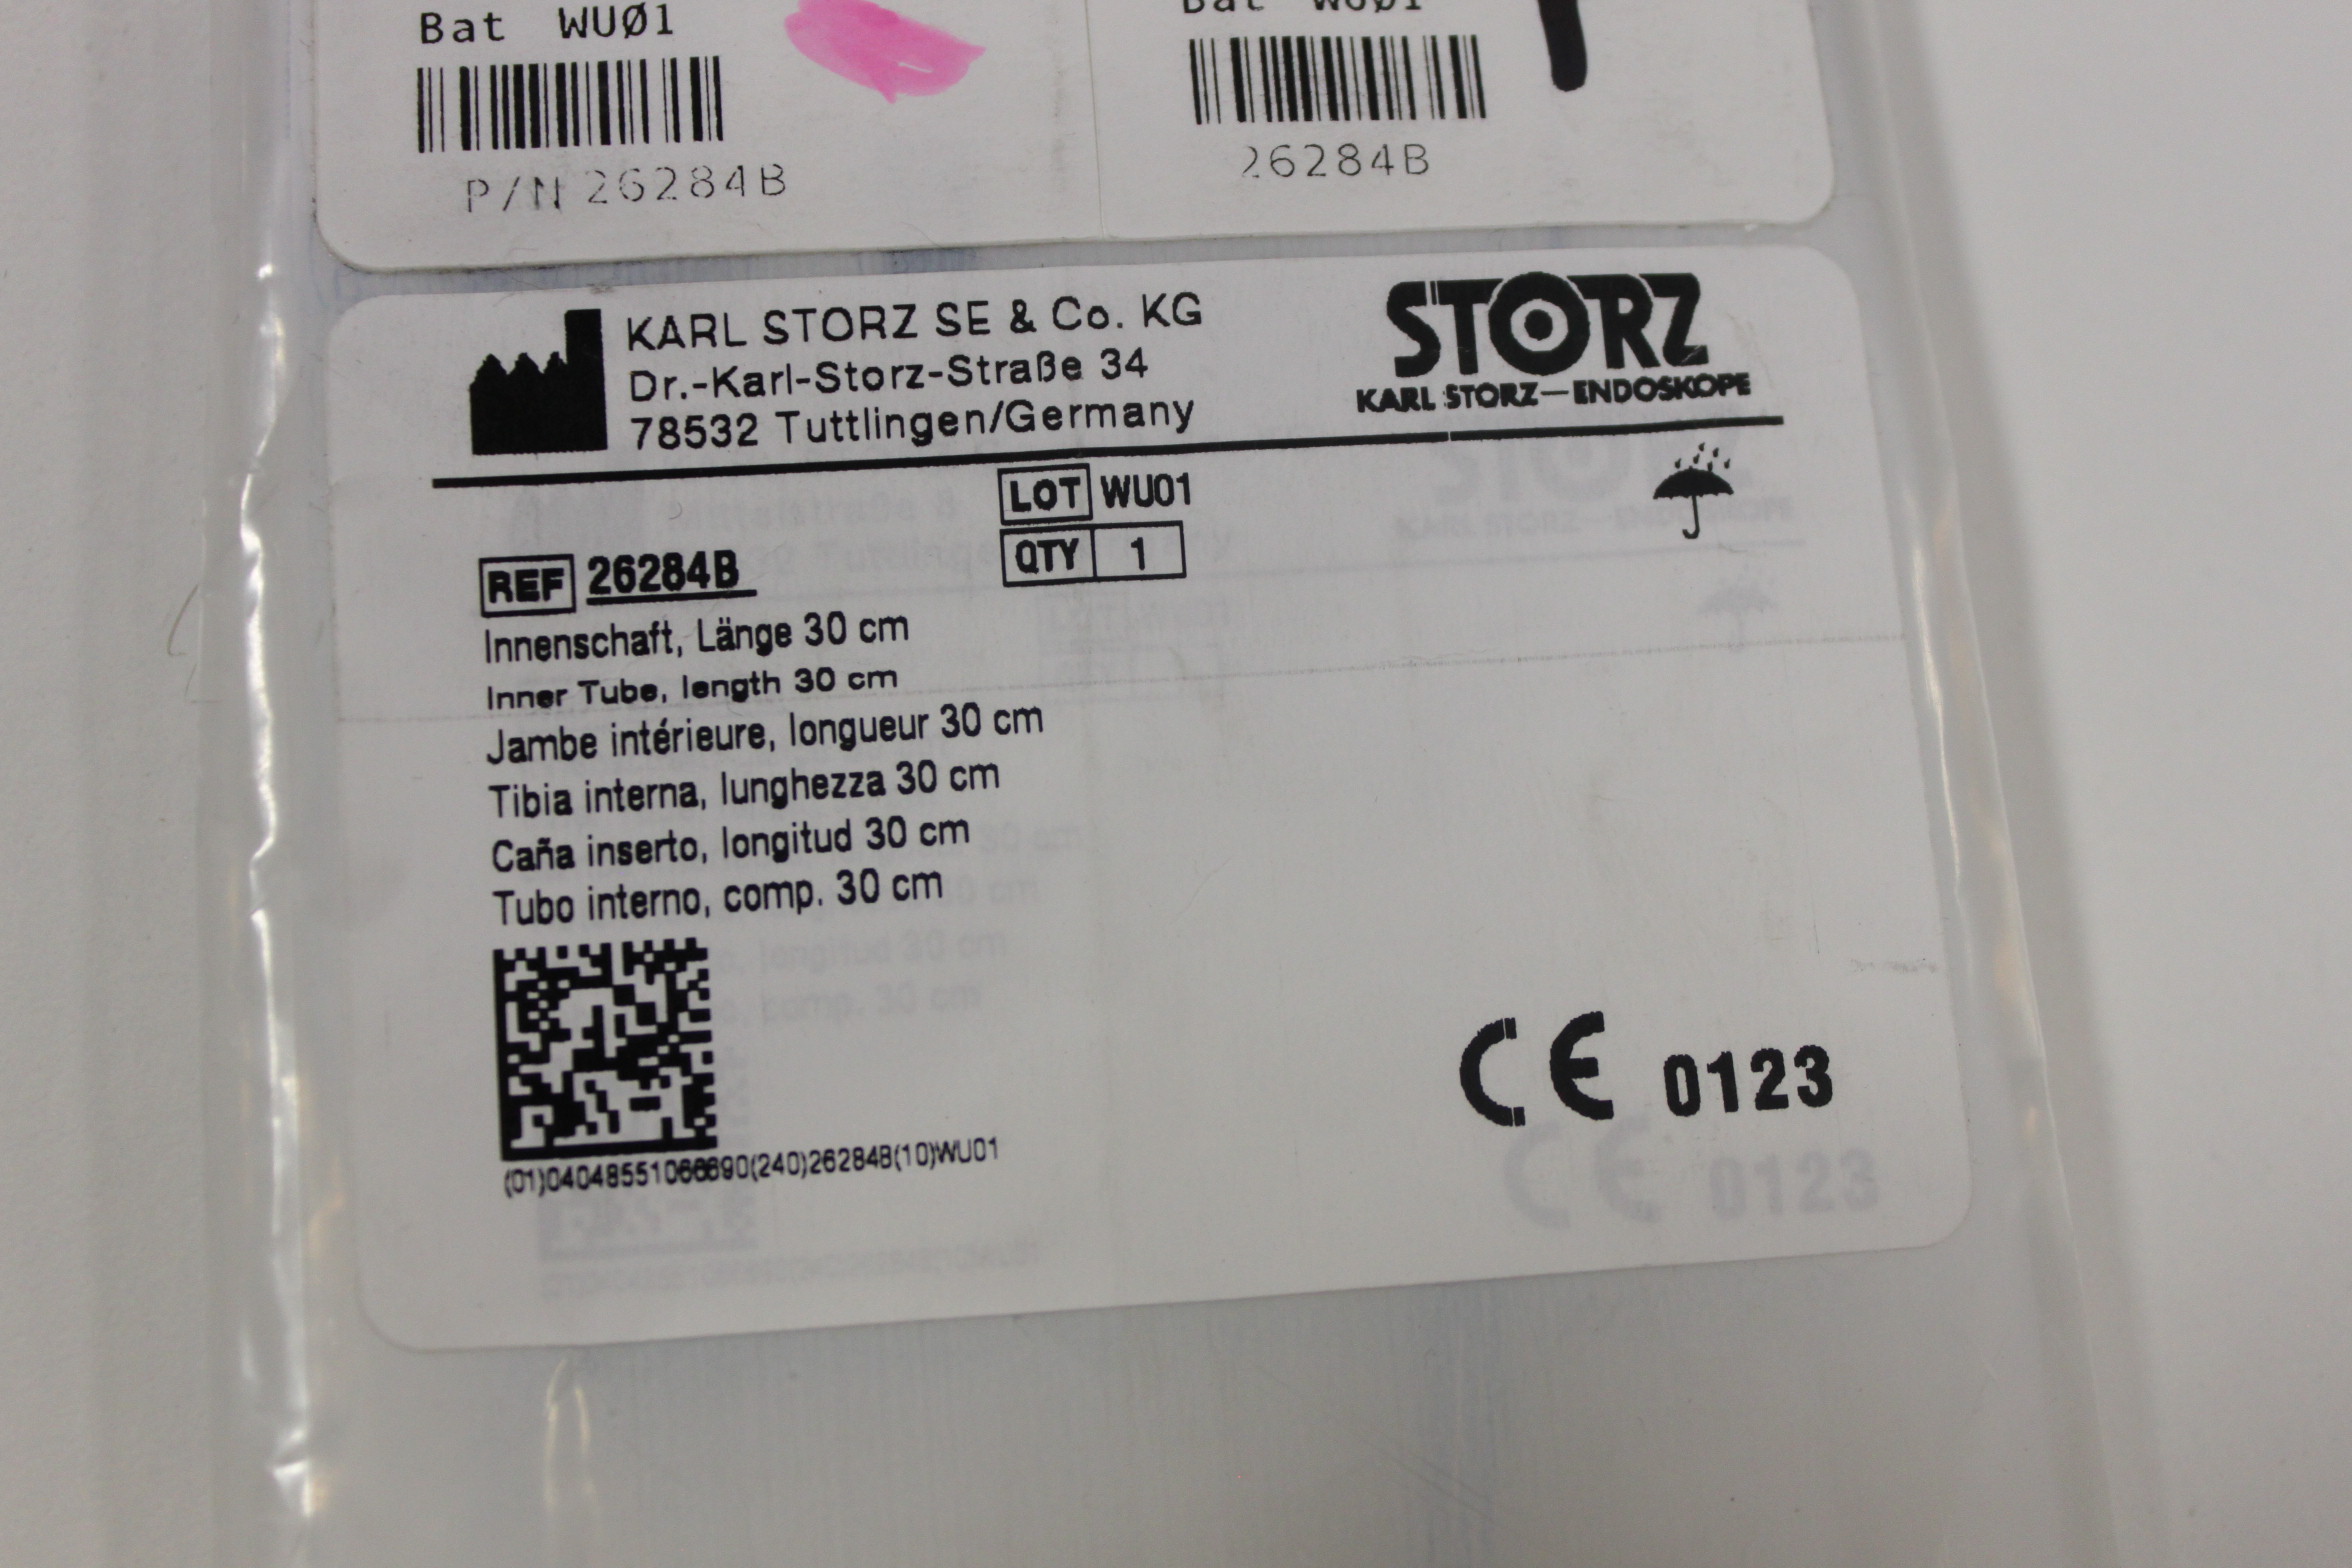 Bat WUØ1
P/N 26284B
Bat WUØ1
26284B
KARL STORZ SE & Co. KG
Dr.-Karl-Storz-Straße 34
78532 Tuttlingen/Germany
STORZ
KARL STORZ—ENDOSKOPE
LOT WU01
QTY 1
REF 26284B
Innenschaft, Länge 30 cm
Inner Tube, length 30 cm
Jambe intérieure, longueur 30 cm
Tibia interna, lunghezza 30 cm
Caña inserto, longitud 30 cm
Tubo interno, comp. 30 cm
(240)26284B(10)WU01
CE 0123